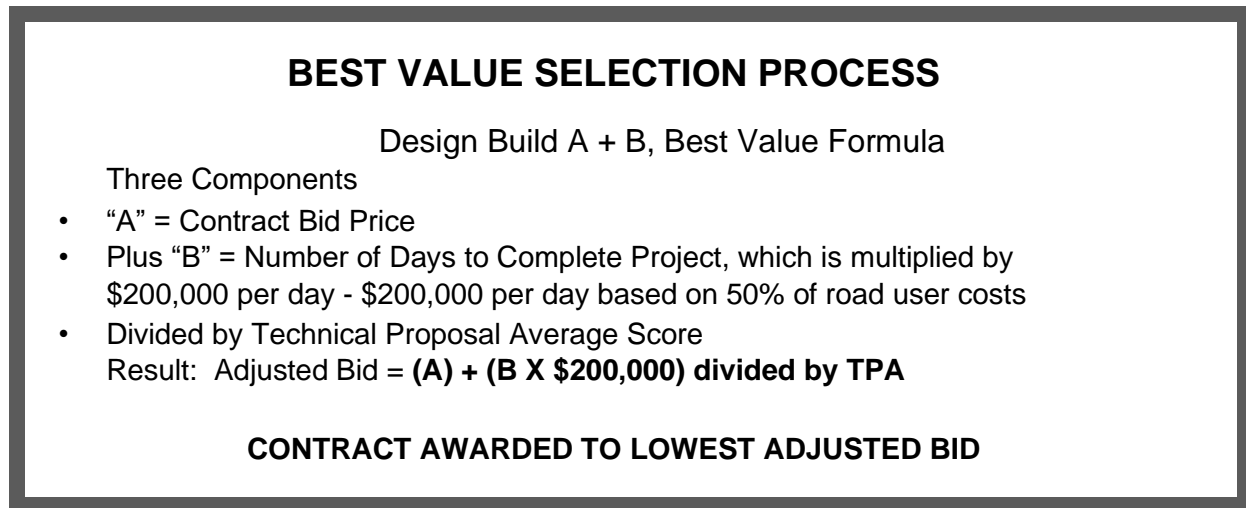 BEST VALUE SELECTION PROCESS
Design Build A + B, Best Value Formula
Three Components
• “A” = Contract Bid Price
• Plus “B” = Number of Days to Complete Project, which is multiplied by
$200,000 per day - $200,000 per day based on 50% of road user costs
• Divided by Technical Proposal Average Score
Result: Adjusted Bid = (A) + (B X $200,000) divided by TPA
CONTRACT AWARDED TO LOWEST ADJUSTED BID